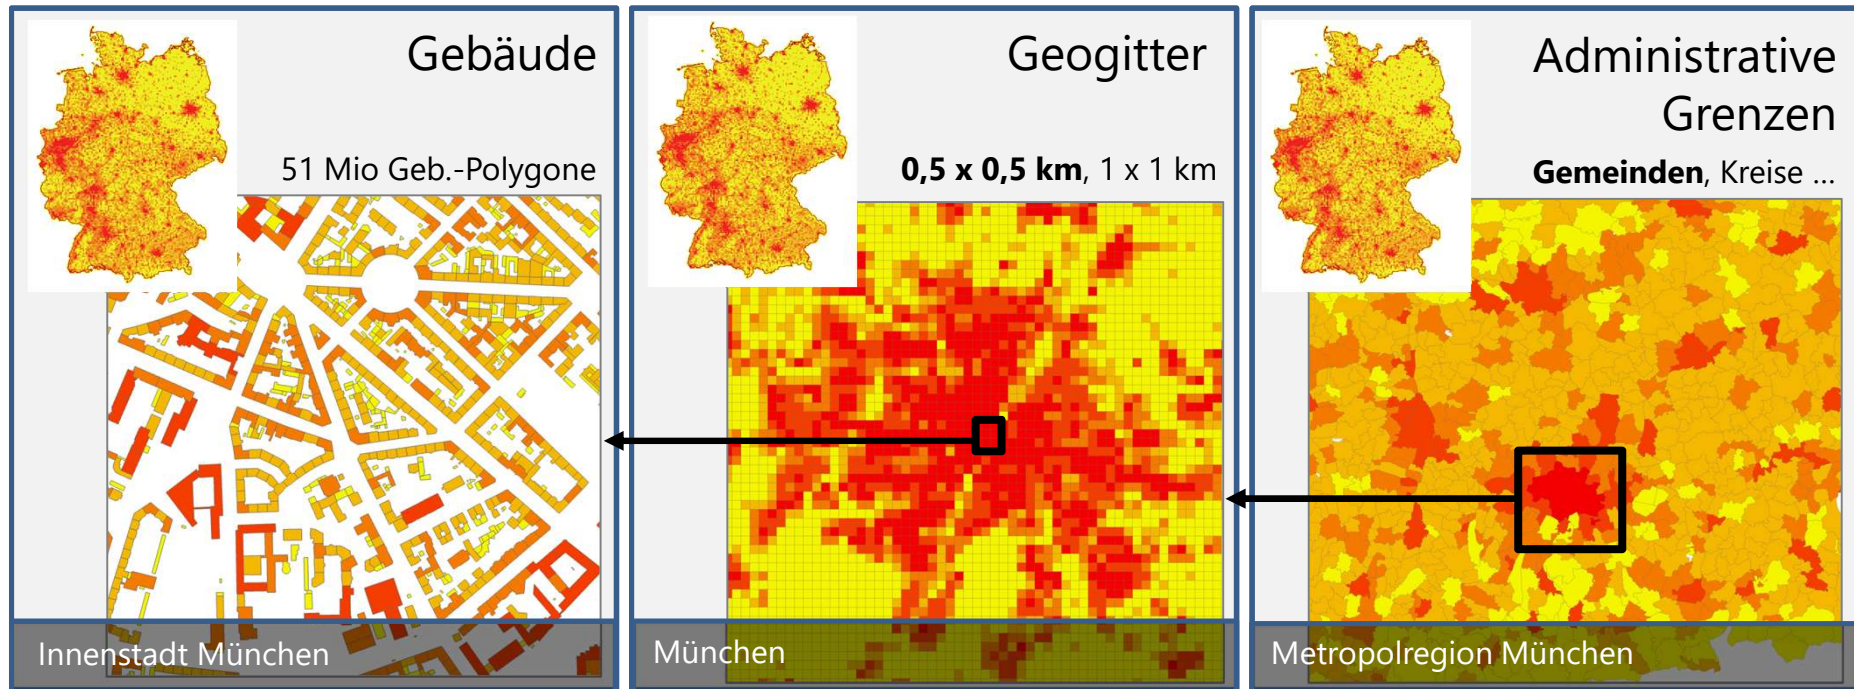 Gebäude
51 Mio Geb.-Polygone
Innenstadt München
Geogitter
0,5 x 0,5 km, 1 x 1 km
München
Administrative
Grenzen
Gemeinden, Kreise ...
Metropolregion München